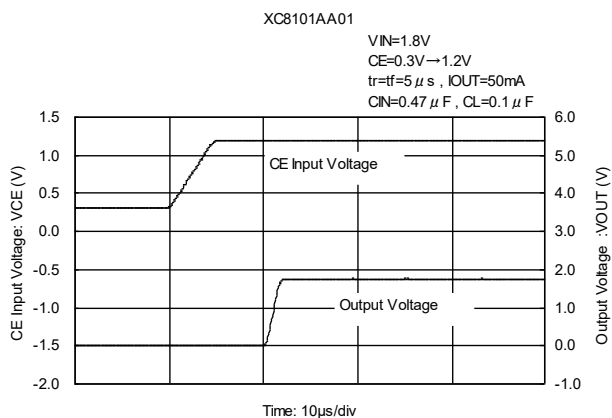 XC8101AA01
VIN=1.8V
CE=0.3V→1.2V
tr=tf=5μs , IOUT=50mA
CIN=0.47μF , CL=0.1μF
CE Input Voltage: VCE (V)
1.5
1.0
0.5
0.0
-0.5
-1.0
-1.5
-2.0
CE Input Voltage
Output Voltage
6.0
5.0
4.0
3.0
2.0
1.0
0.0
-1.0
Output Voltage :VOUT (V)
Time: 10μs/div